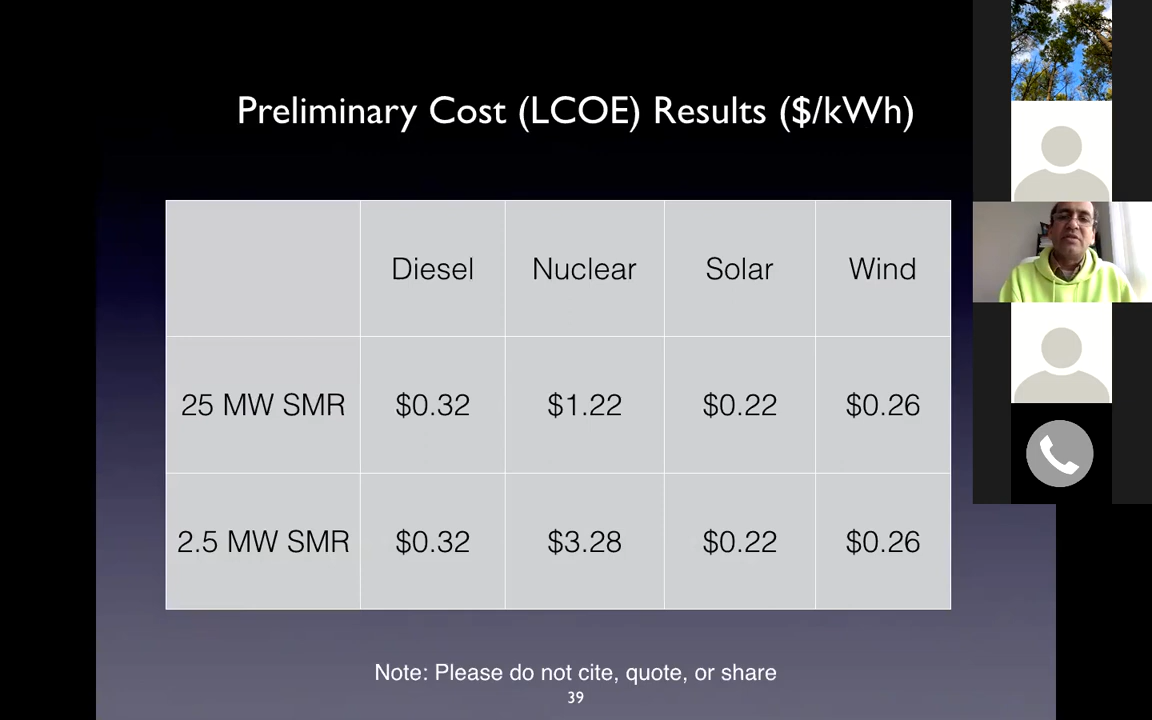 Preliminary Cost (LCOE) Results ($/kWh)
Diesel Nuclear Solar Wind
25 MW SMR $0.32 $1.22 $0.22 $0.26
2.5 MW SMR $0.32 $3.28 $0.22 $0.26
Note: Please do not cite, quote, or share
39